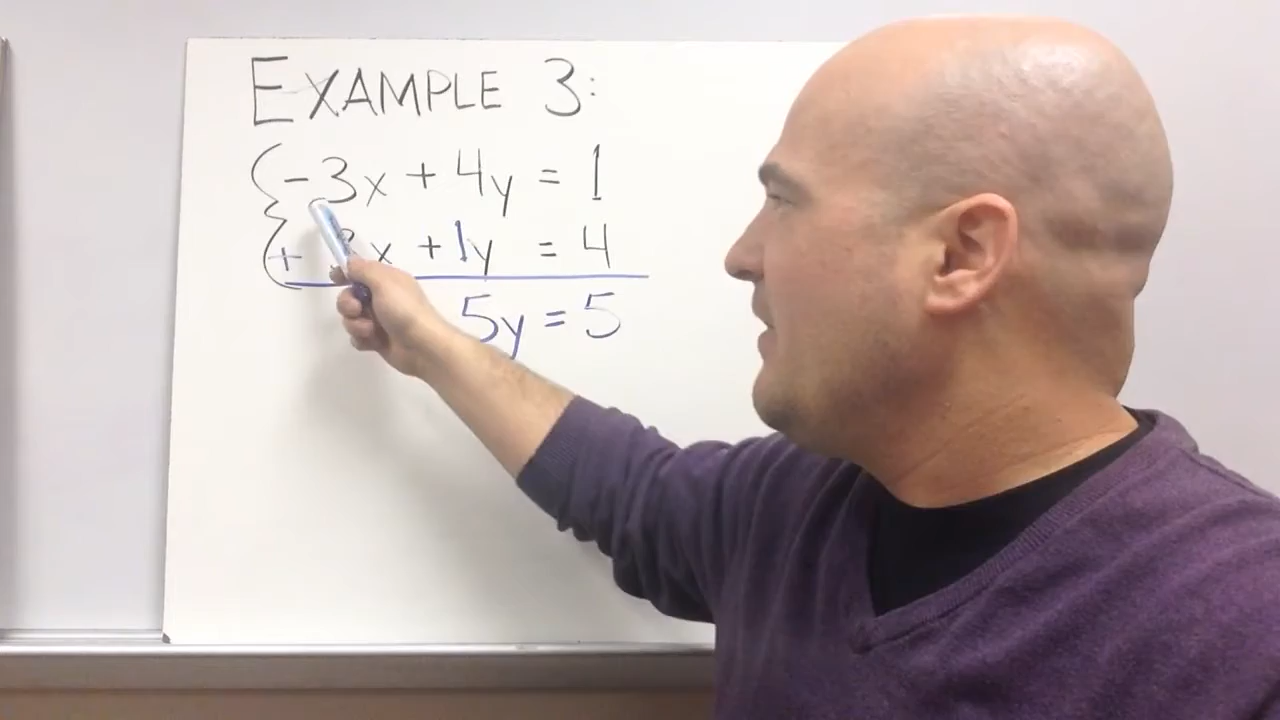 EXAMPLE 3:
-3x + 4y = 1
+ 3x + 1y = 4
5y = 5